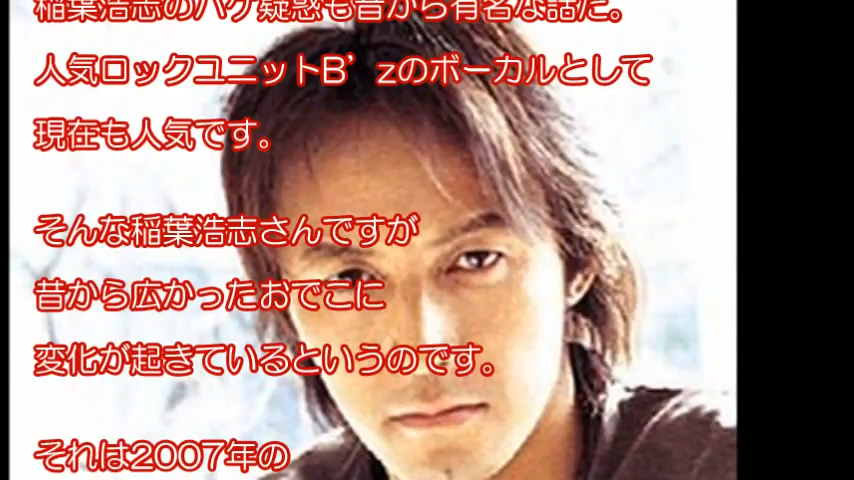 稲葉浩志のハゲ疑惑も昔から有名な話だ。
人気ロックユニットB’zのボーカルとして
現在も人気です。
そんな稲葉浩志さんですが
昔から広かったおでこに
変化が起きているというのです。
それは2007年の